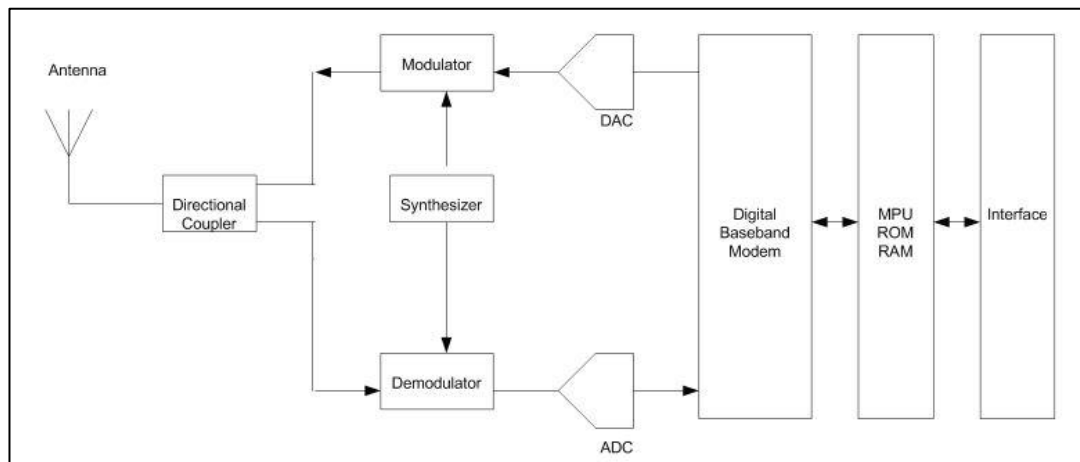 Antenna
Modulator
DAC
Directional
Coupler
Synthesizer
Digital
Baseband
Modem
MPU
ROM
RAM
Interface
Demodulator
ADC